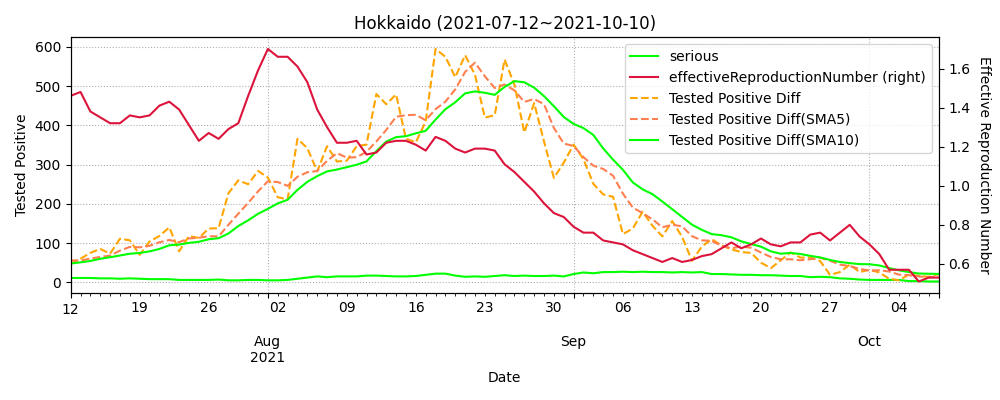 Hokkaido (2021-07-12~2021-10-10)
600
500
400
300
200
100
0
Tested Positive
serious
effectiveReproductionNumber (right)
Tested Positive Diff
Tested Positive Diff(SMA5)
Tested Positive Diff(SMA10)
1.6
1.4
1.2
1.0
0.8
0.6
Effective Reproduction Number
12 19 26 02 09 16 23 30 06 13 20 27 04
Aug Sep Oct
2021
Date